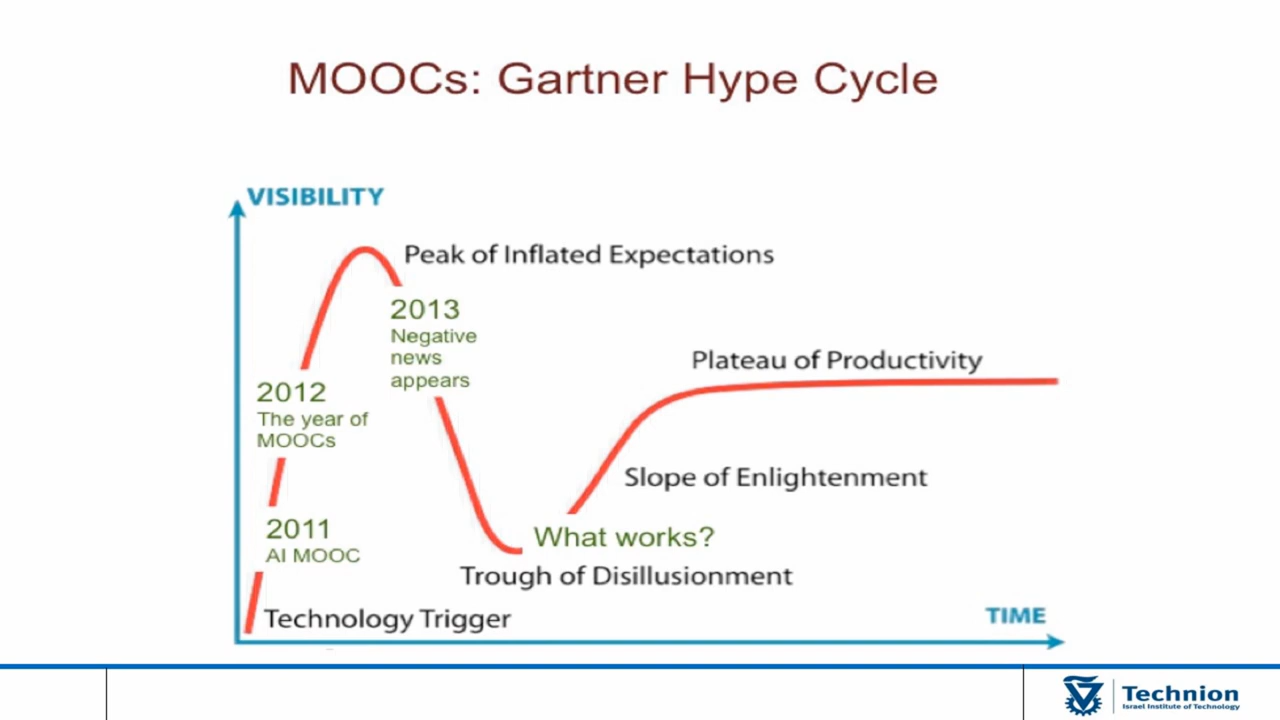 MOOCs: Gartner Hype Cycle
VISIBILITY
Peak of Inflated Expectations
2013
Negative
news
appears
Plateau of Productivity
2012
The year of
MOOCs
Slope of Enlightenment
2011
AI MOOC
What works?
Trough of Disillusionment
Technology Trigger
TIME
Technion
Israel Institute of Technology